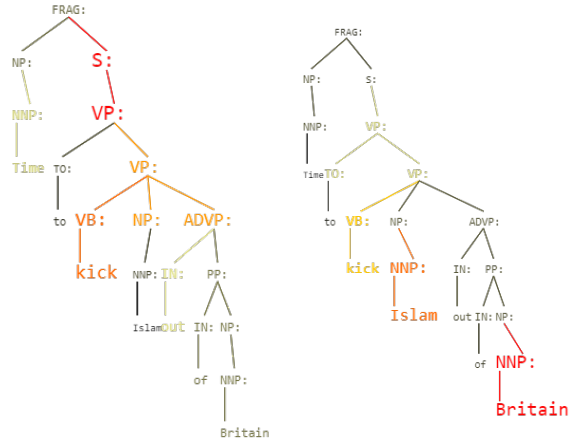 FRAG:
NP: S:
NNP: VP:
Time TO: VP:
to VB: NP: ADVP:
kick NNP: IN: PP:
Islam out IN: NP:
of NNP:
Britain
FRAG:
NP: S:
NNP: VP:
Time TO: VP:
to VB: NP: ADVP:
kick NNP: IN: PP:
Islam out IN: NP:
of NNP:
Britain